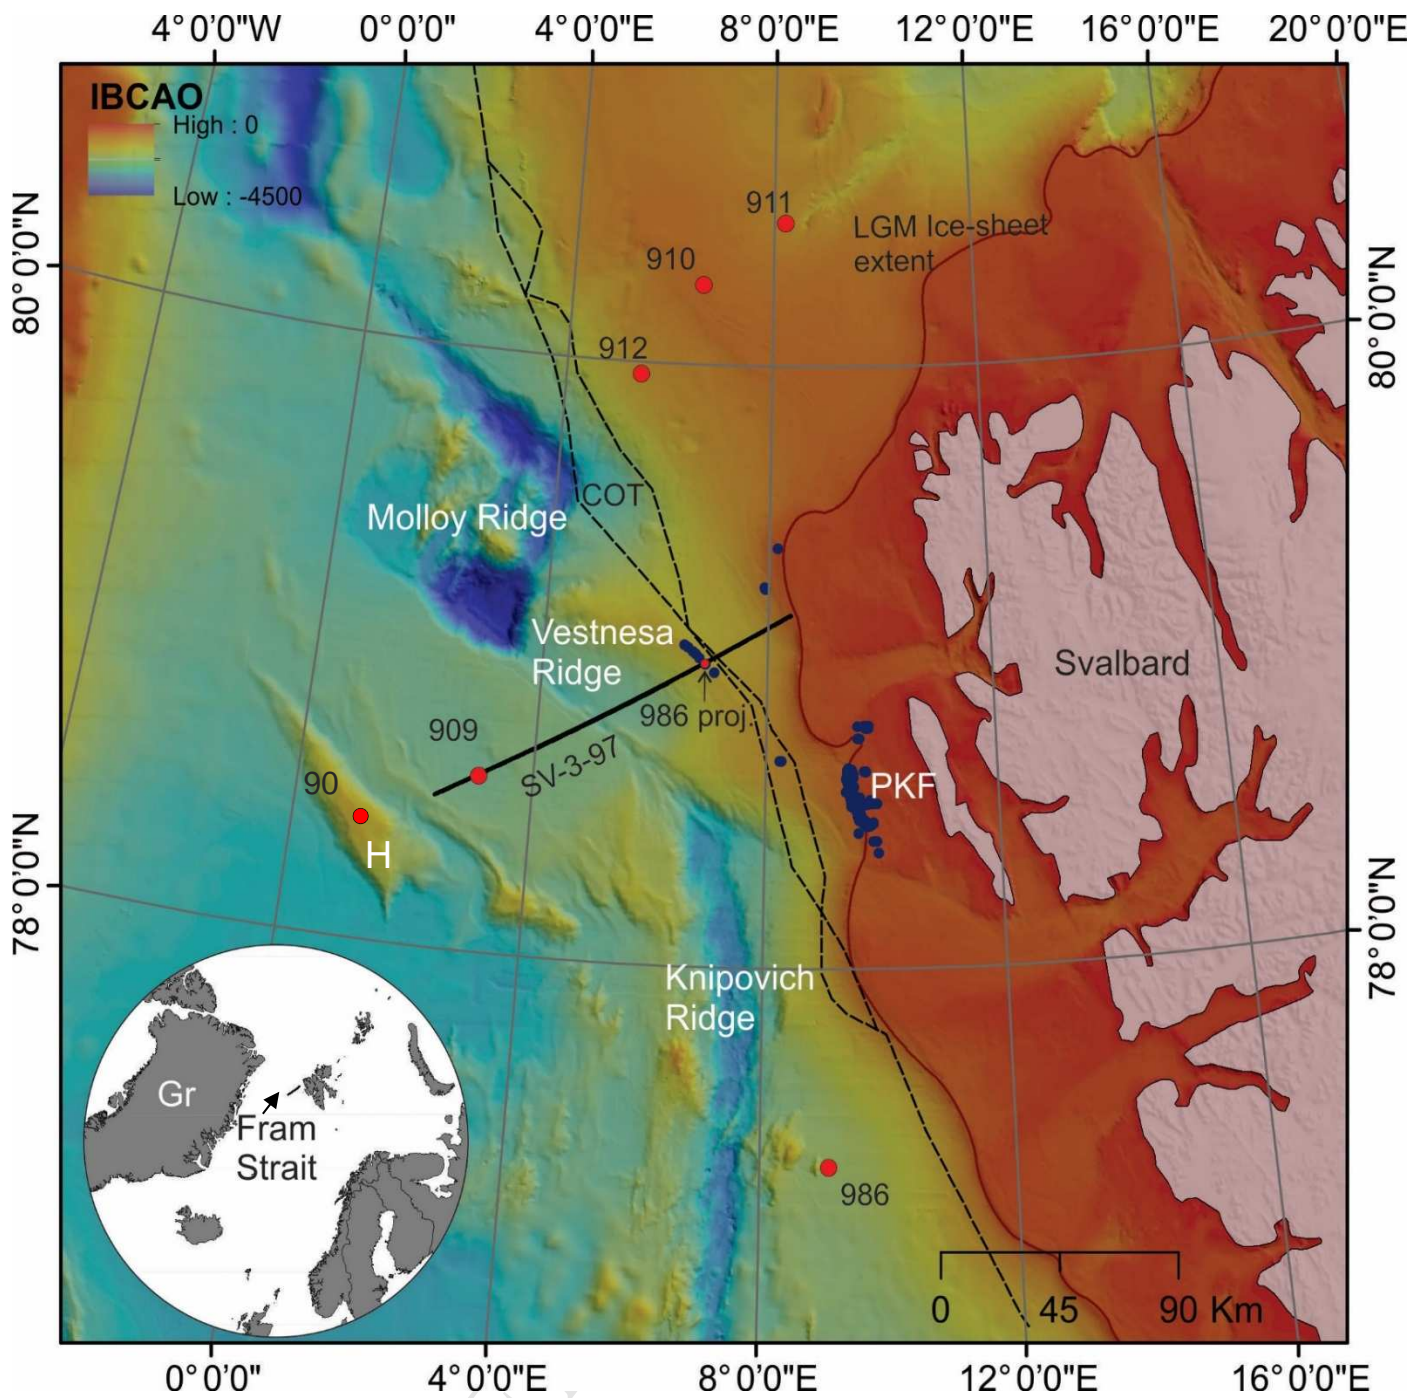 4°0'0"W 0°0'0"E 4°0'0"E 8°0'0"E 12°0'0"E 16°0'0"E 20°0'0"E
IBCAO
High : 0
Low : -4500
80°0'0"N
80°0'0"N
911
LGM Ice-sheet
extent
910
912
COT
Molloy Ridge
Vestnesa
Ridge
Svalbard
986 proj.
909
SV-3-97
90
H
PKF
78°0'0"N
78°0'0"N
Knipovich
Ridge
Gr
Fram
Strait
986
0 45 90 Km
0°0'0" 4°0'0"E 8°0'0"E 12°0'0"E 16°0'0"E